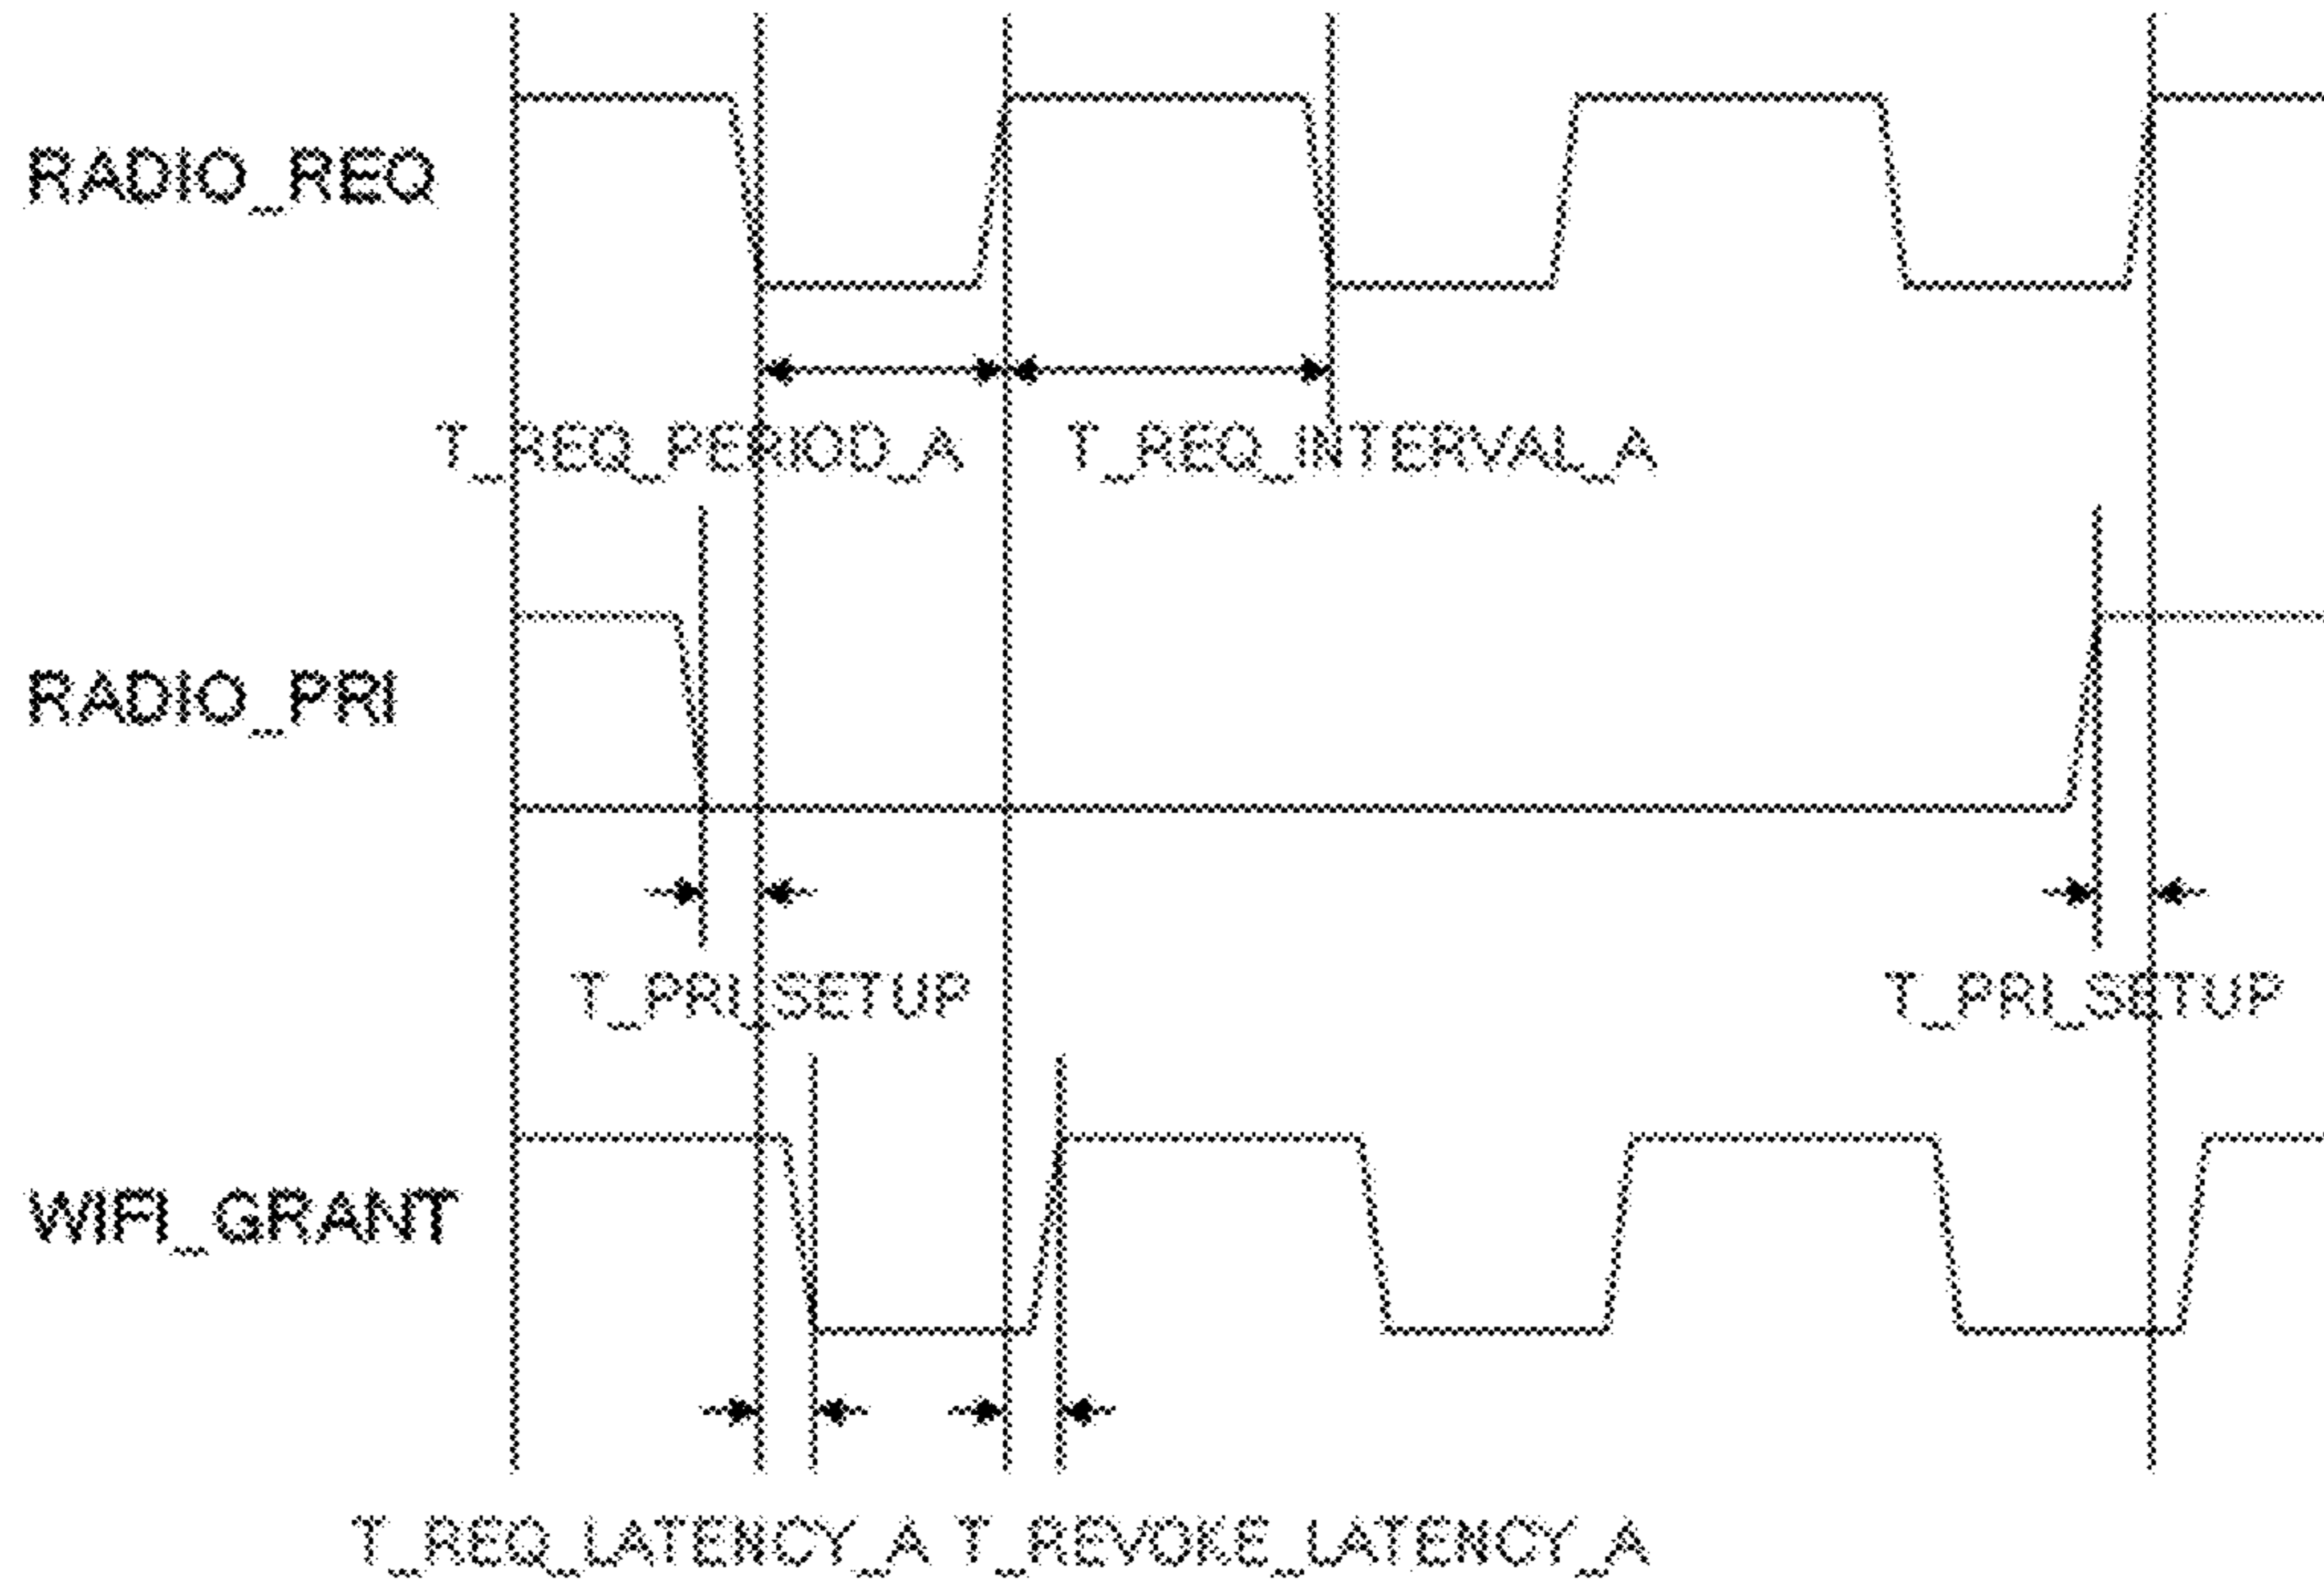 RADIO_REQ
T_REQ_PERIOD_A T_REQ_INTERVAL_A
RADIO_PRI
T_PRI_SETUP T_PRI_SETUP
WIFI_GRANT
T_REQ_LATENCY_A T_REVOKE_LATENCY_A